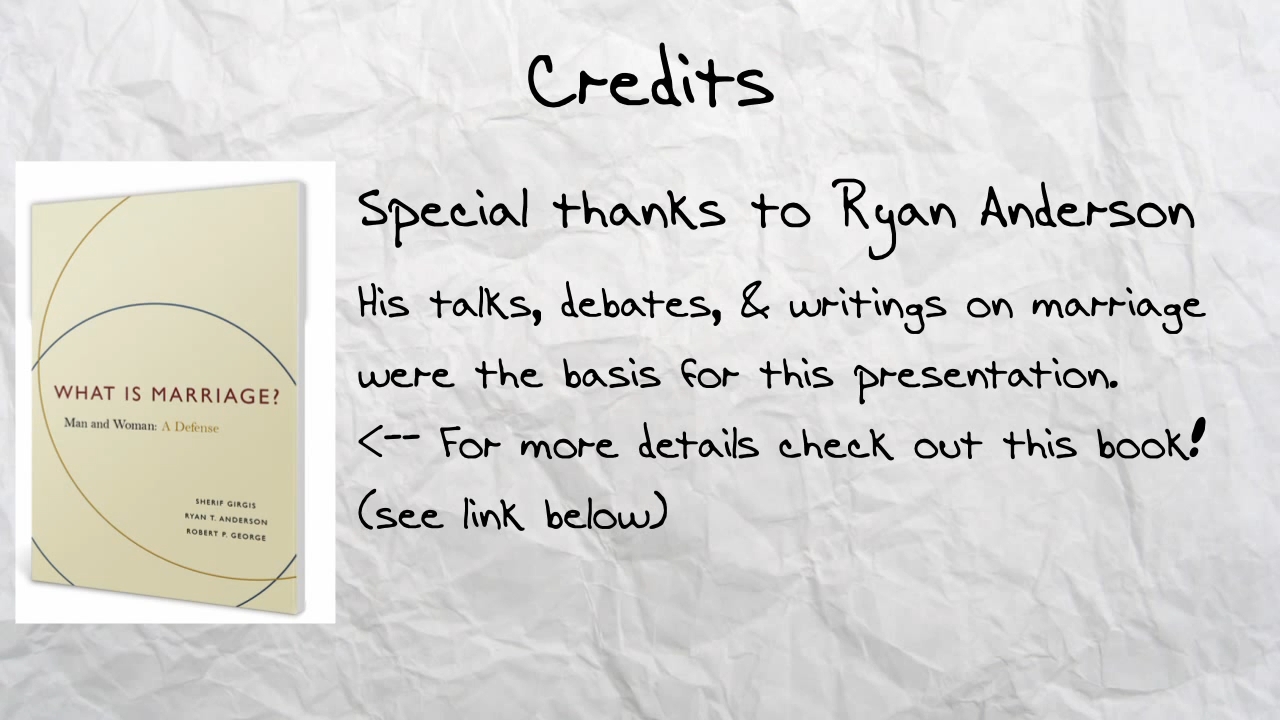 Credits
Special thanks to Ryan Anderson
His talks, debates, & writings on marriage
were the basis for this presentation.
<-- For more details check out this book!
(see link below)
WHAT IS MARRIAGE?
Man and Woman: A Defense
SHERIF GIRGIS
RYAN T. ANDERSON
ROBERT P. GEORGE